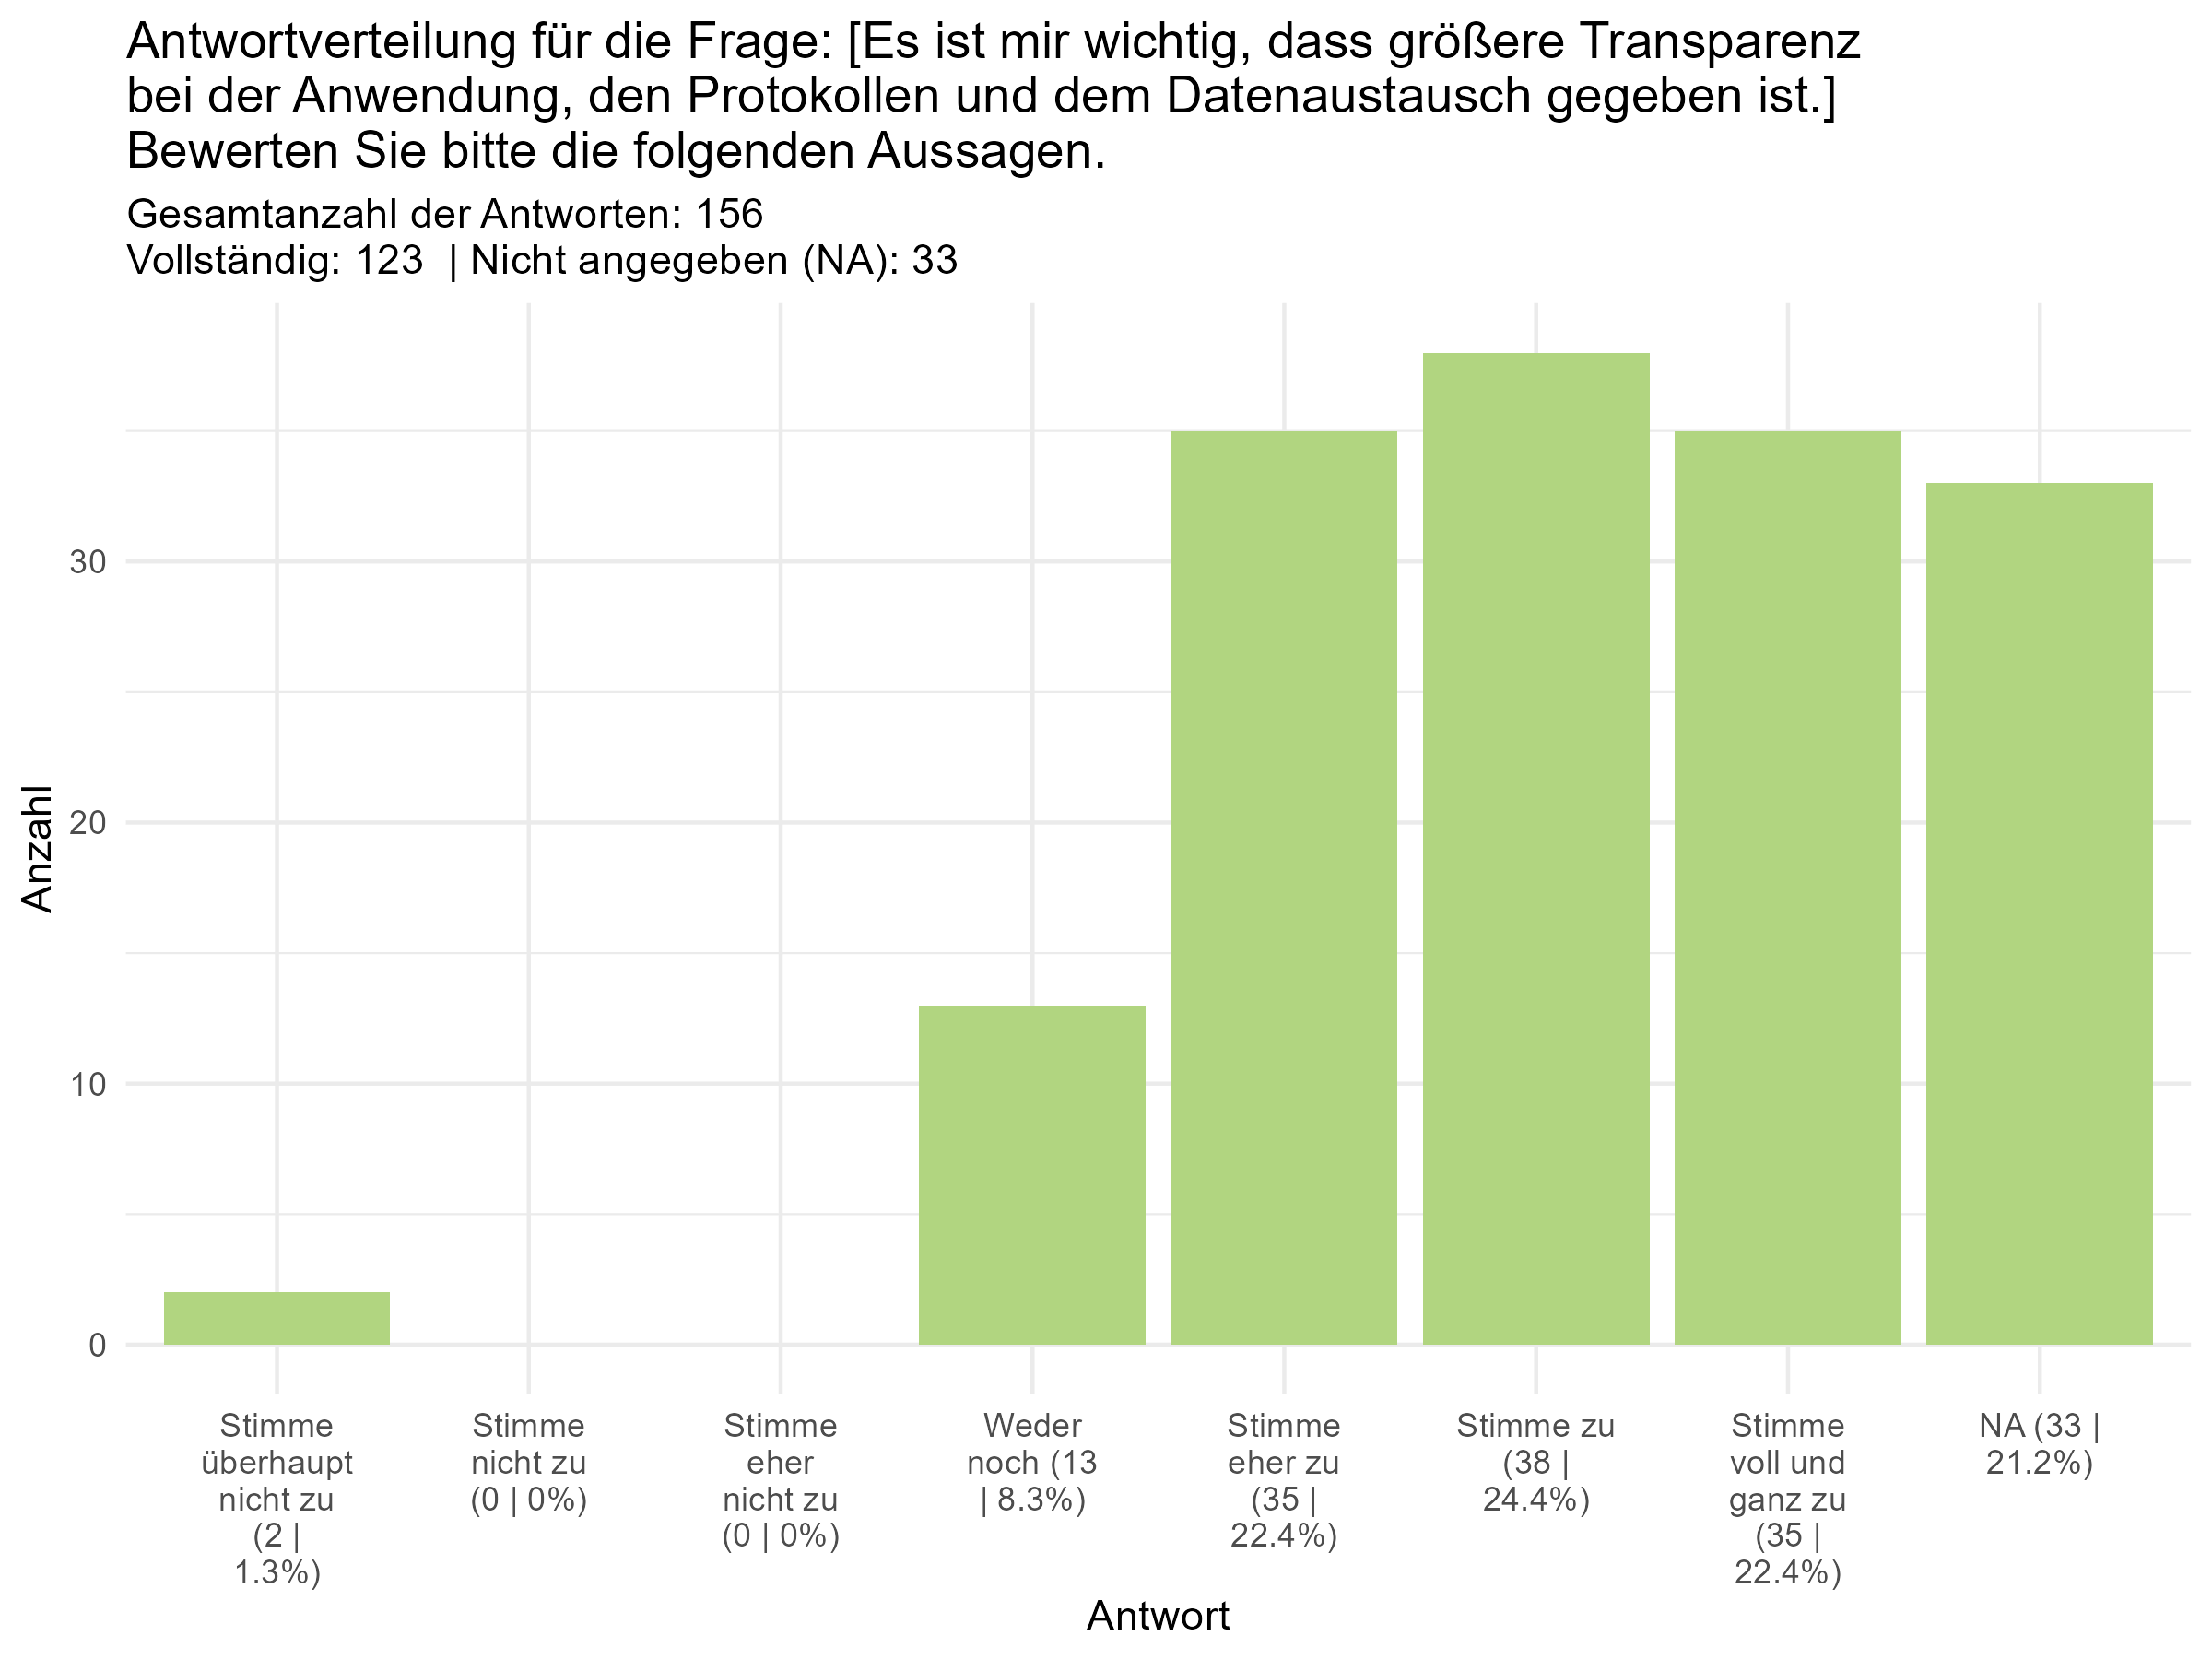 Antwortverteilung für die Frage: [Es ist mir wichtig, dass größere Transparenz
bei der Anwendung, den Protokollen und dem Datenaustausch gegeben ist.]
Bewerten Sie bitte die folgenden Aussagen.
Gesamtanzahl der Antworten: 156
Vollständig: 123  | Nicht angegeben (NA): 33
Anzahl
30
20
10
0
Stimme
überhaupt
nicht zu
(2 |
1.3%)
Stimme
nicht zu
(0 | 0%)
Stimme
eher
nicht zu
(0 | 0%)
Weder
noch (13
| 8.3%)
Stimme
eher zu
(35 |
22.4%)
Stimme zu
(38 |
24.4%)
Stimme
voll und
ganz zu
(35 |
22.4%)
NA (33 |
21.2%)
Antwort